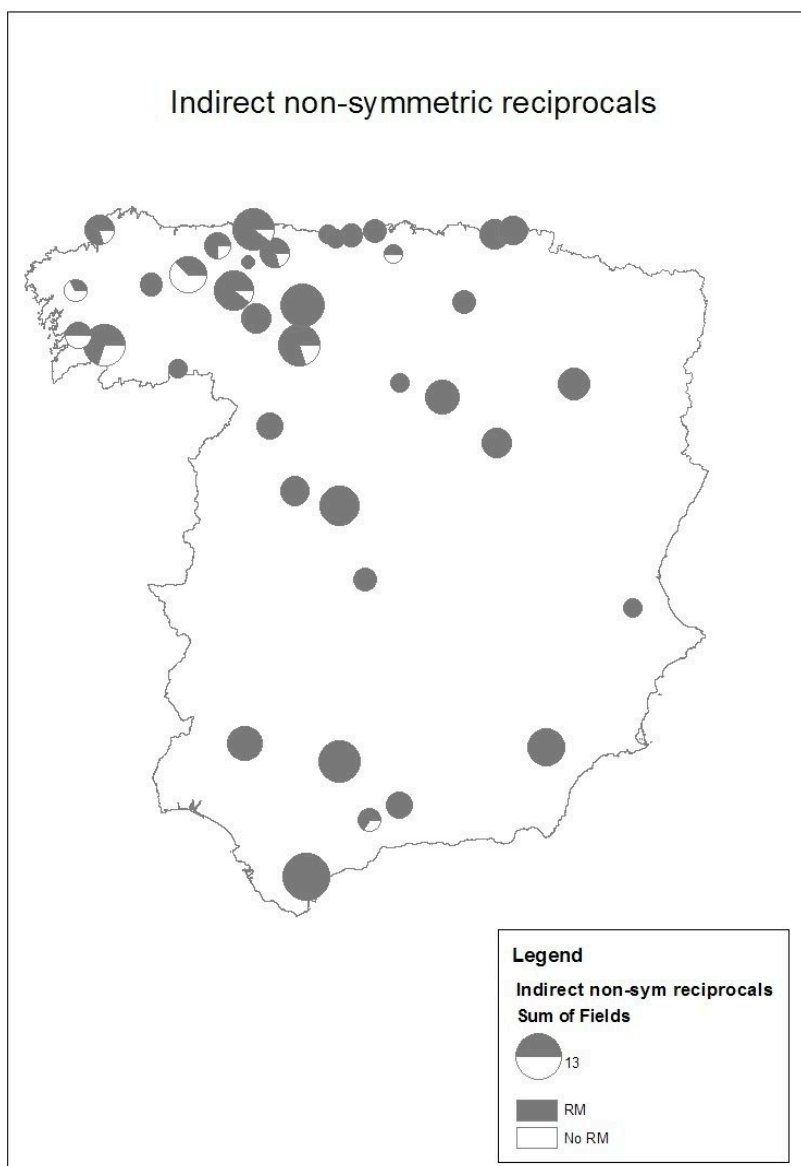 Indirect non-symmetric reciprocals
Legend
Indirect non-sym reciprocals
Sum of Fields
13
RM
No RM